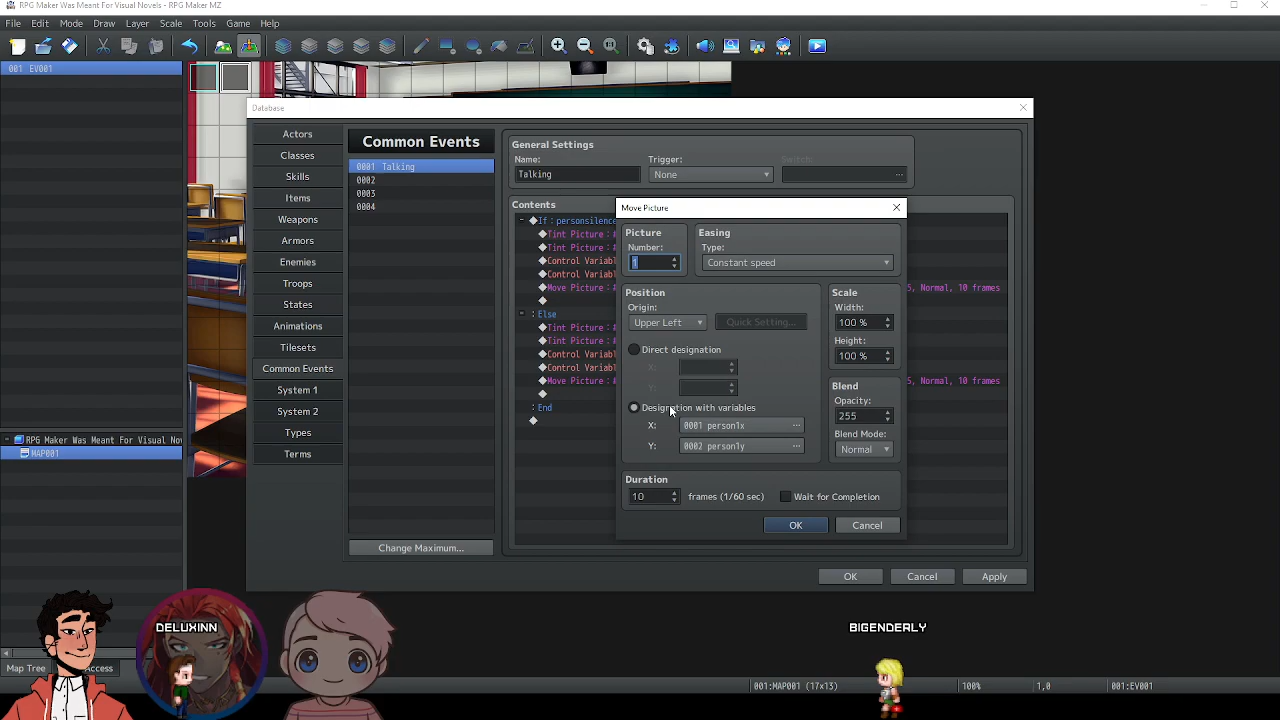 RPG Maker Was Meant For Visual Novels - RPG Maker MZ
File Edit Mode Draw Layer Scale Tools Game Help
001 EV001
Database
Actors
Classes
Skills
Items
Weapons
Armors
Enemies
Troops
States
Animations
Tilesets
Common Events
System 1
System 2
Types
Terms
Common Events
0001 Talking
0002
0003
0004
Change Maximum...
General Settings
Name:
Talking
Trigger:
None
Switch:
...
Contents
If : personsilence
Tint Picture :
Tint Picture :
Control Variabl
Control Variabl
Move Picture : 5, Normal, 10 frames
: Else
Tint Picture :
Tint Picture :
Control Variabl
Control Variabl
Move Picture : 5, Normal, 10 frames
: End
Move Picture
Picture
Number:
1
Easing
Type:
Constant speed
Position
Origin:
Upper Left
Quick Setting...
Direct designation
X:
Y:
Designation with variables
X: 0001 person1x ...
Y: 0002 person1y ...
Scale
Width:
100 %
Height:
100 %
Blend
Opacity:
255
Blend Mode:
Normal
Duration
10 frames (1/60 sec) Wait for Completion
OK Cancel
OK Cancel Apply
RPG Maker Was Meant For Visual Nov
MAP001
Map Tree
Access
DELUXINN
BIGENDERLY
001:MAP001 (17x13) 100% 1,0 001:EV001